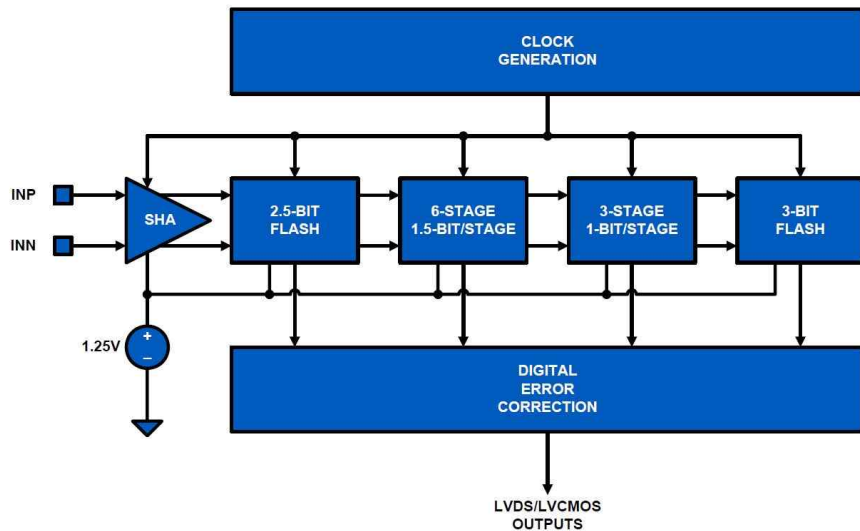 CLOCK
GENERATION
INP
INN
SHA
2.5-BIT
FLASH
6-STAGE
1.5-BIT/STAGE
3-STAGE
1-BIT/STAGE
3-BIT
FLASH
1.25V
+
–
DIGITAL
ERROR
CORRECTION
LVDS/LVCMOS
OUTPUTS